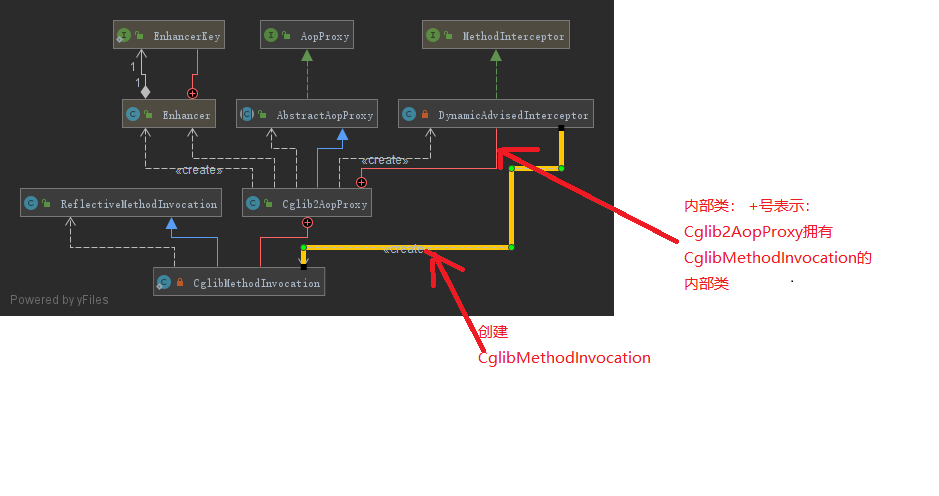 EnhancerKey
AopProxy
MethodInterceptor
1
1
Enhancer
AbstractAopProxy
DynamicAdvisedInterceptor
«create»
«create»
ReflectiveMethodInvocation
Cglib2AopProxy
内部类： +号表示：
Cglib2AopProxy拥有
CglibMethodInvocation的
内部类
«create»
CglibMethodInvocation
Powered by yFiles
创建
CglibMethodInvocation